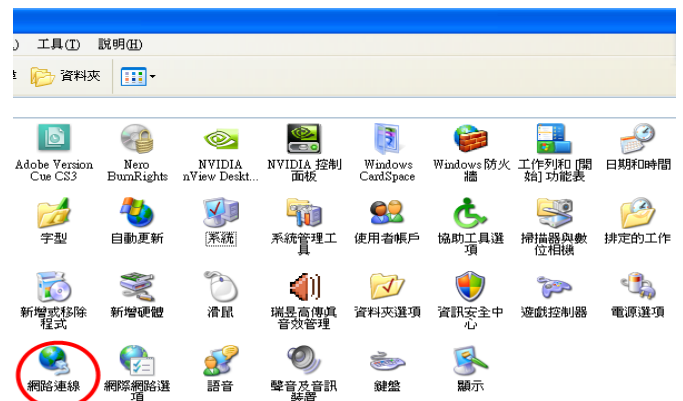 工具(T) 説明(H)
資料夾
Adobe Version Cue CS3
Nero BurnRights
NVIDIA nView Deskt...
NVIDIA 控制面板
Windows CardSpace
Windows 防火牆
工作列和 [開始] 功能表
日期和時間
字型
自動更新
系統
系統管理工具
使用者帳戶
協助工具選項
掃描器與數位相機
排定的工作
新增或移除程式
新增硬體
滑鼠
瑞昱高傳真音效管理
資料夾選項
資訊安全中心
遊戲控制器
電源選項
網路連線
網際網路選項
語音
聲音及音訊裝置
鍵盤
顯示